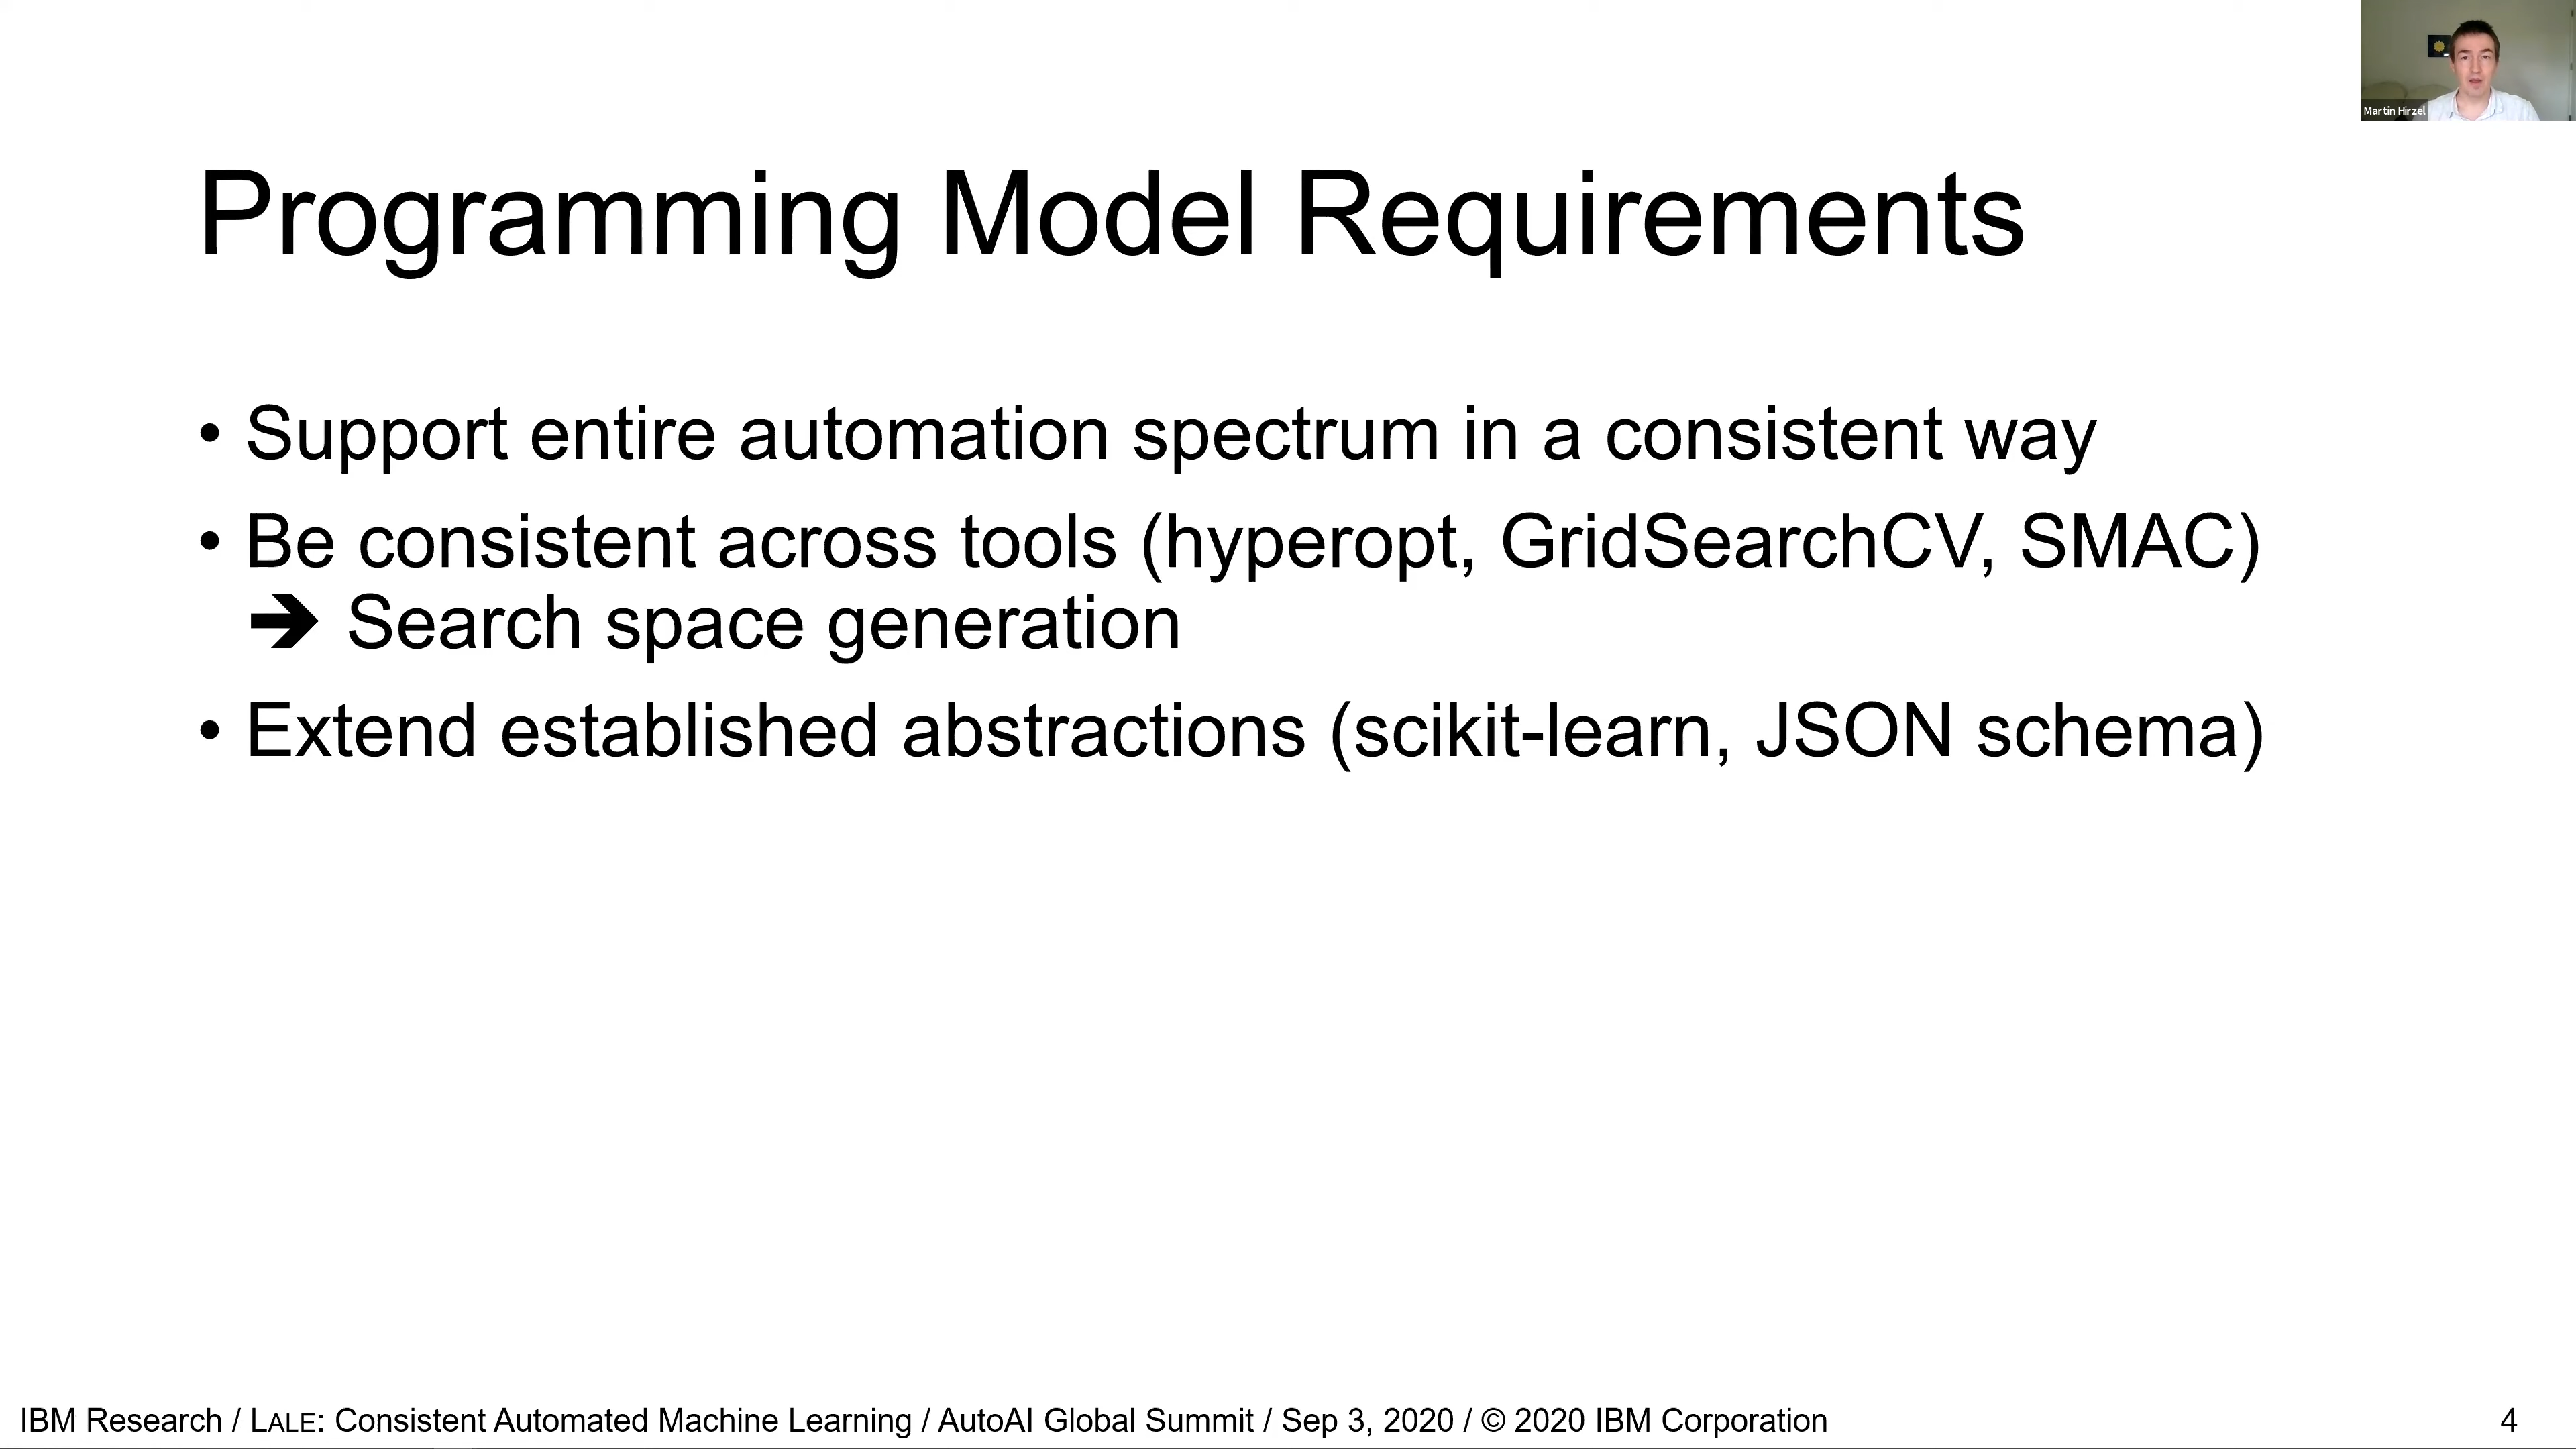 Martin Hirzel
Programming Model Requirements
• Support entire automation spectrum in a consistent way
• Be consistent across tools (hyperopt, GridSearchCV, SMAC)
➔ Search space generation
• Extend established abstractions (scikit-learn, JSON schema)
IBM Research / LALE: Consistent Automated Machine Learning / AutoAI Global Summit / Sep 3, 2020 / © 2020 IBM Corporation
4